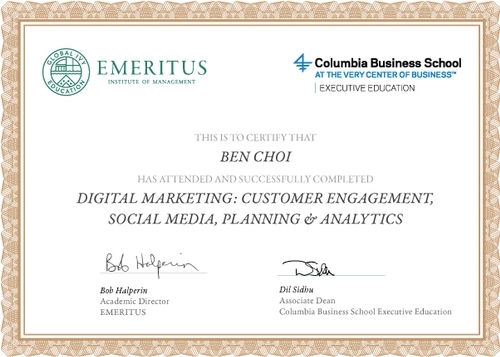 GLOBAL IVY EDUCATION
EMERITUS
INSTITUTE OF MANAGEMENT
Columbia Business School
AT THE VERY CENTER OF BUSINESS™
EXECUTIVE EDUCATION
THIS IS TO CERTIFY THAT
BEN CHOI
HAS ATTENDED AND SUCCESSFULLY COMPLETED
DIGITAL MARKETING: CUSTOMER ENGAGEMENT,
SOCIAL MEDIA, PLANNING & ANALYTICS
Bob Halperin
Bob Halperin
Academic Director
EMERITUS
Dil Sidhu
Associate Dean
Columbia Business School Executive Education